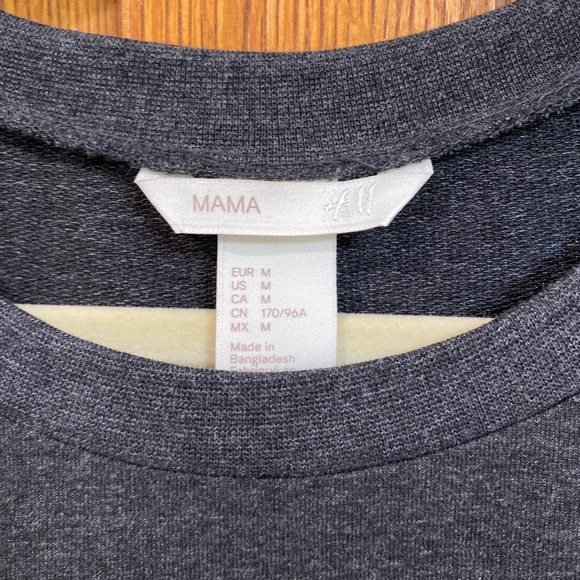 MAMA H&M
EUR M
US M
CA M
CN 170/96A
MX M
Made in
Bangladesh